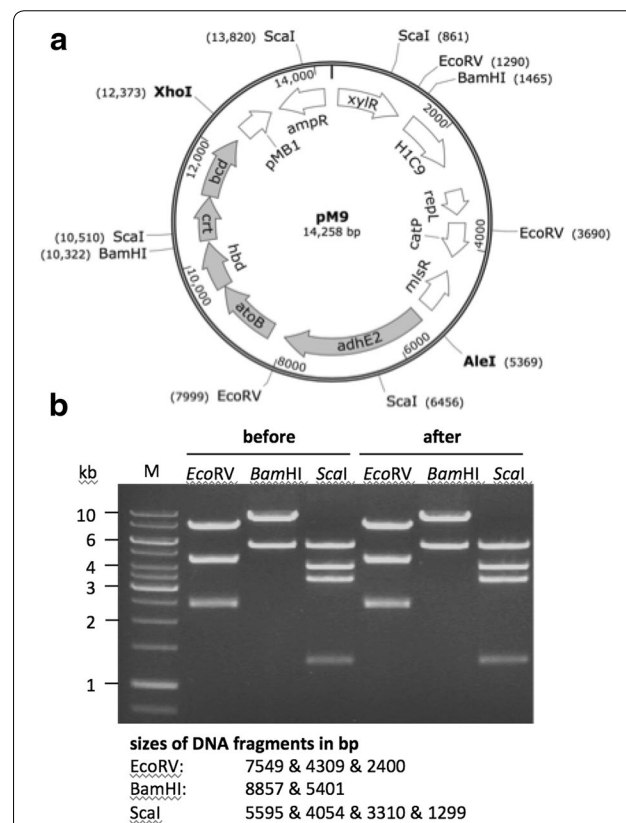 a
(13,820) ScaI
ScaI (861)
EcoRV (1290)
BamHI (1465)
(12,373) XhoI
14,000
xylR
2000
ampR
pMB1
H1C9
12,000
bcd
repL
pM9
14,258 bp
catP
4000
EcoRV (3690)
crt
(10,510) ScaI
(10,322) BamHI
hbd
mlsR
10,000
atoB
adhE2
6000
AleI (5369)
8000
(7999) EcoRV
ScaI (6456)
b
before after
kb M EcoRV BamHI ScaI EcoRV BamHI ScaI
10
6
4
3
2
1
sizes of DNA fragments in bp
EcoRV: 7549 & 4309 & 2400
BamHI: 8857 & 5401
ScaI 5595 & 4054 & 3310 & 1299